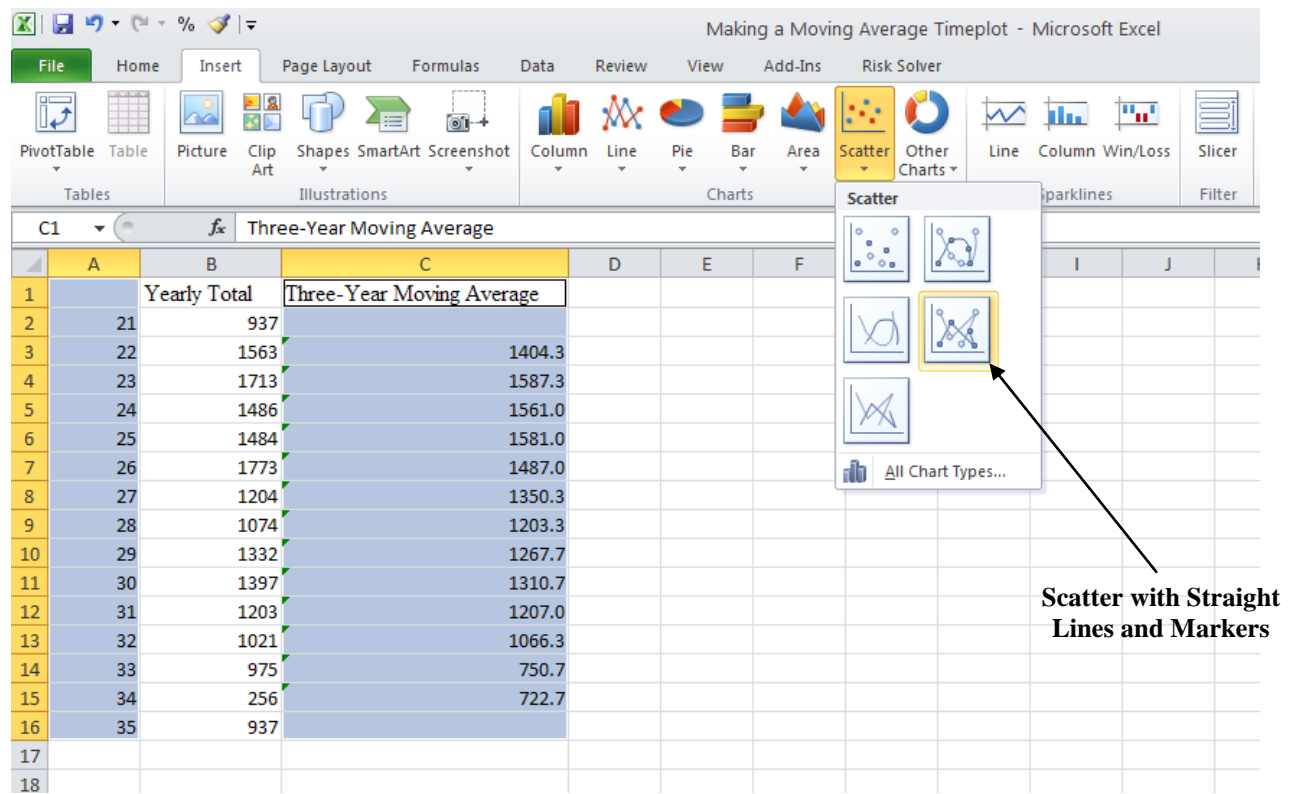 Making a Moving Average Timeplot - Microsoft Excel
File Home Insert Page Layout Formulas Data Review View Add-Ins Risk Solver
PivotTable Table Picture Clip Art Shapes SmartArt Screenshot Column Line Pie Bar Area Scatter Other Charts Line Column Win/Loss Slicer
Tables Illustrations Charts Sparklines Filter
Scatter
All Chart Types...
C1 fx Three-Year Moving Average
A B C D E F I J
1 Yearly Total Three-Year Moving Average
2 21 937
3 22 1563 1404.3
4 23 1713 1587.3
5 24 1486 1561.0
6 25 1484 1581.0
7 26 1773 1487.0
8 27 1204 1350.3
9 28 1074 1203.3
10 29 1332 1267.7
11 30 1397 1310.7
12 31 1203 1207.0
13 32 1021 1066.3
14 33 975 750.7
15 34 256 722.7
16 35 937
17
18
Scatter with Straight
Lines and Markers